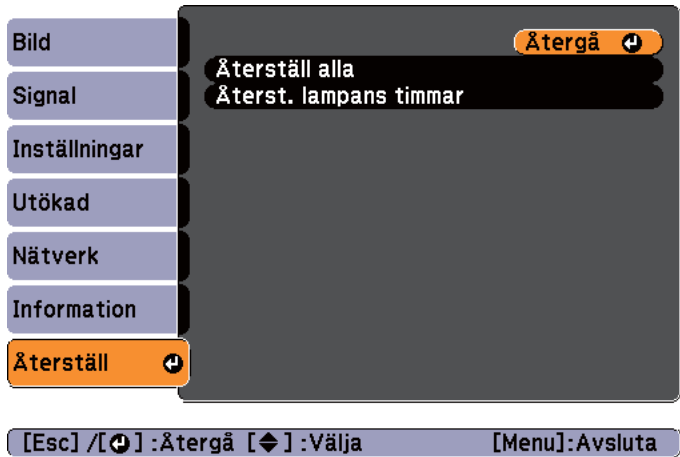 Bild
Signal
Inställningar
Utökad
Nätverk
Information
Återställ
Återgå
Återställ alla
Återst. lampans timmar
[Esc] /[⏎] :Återgå [◆] :Välja [Menu]:Avsluta